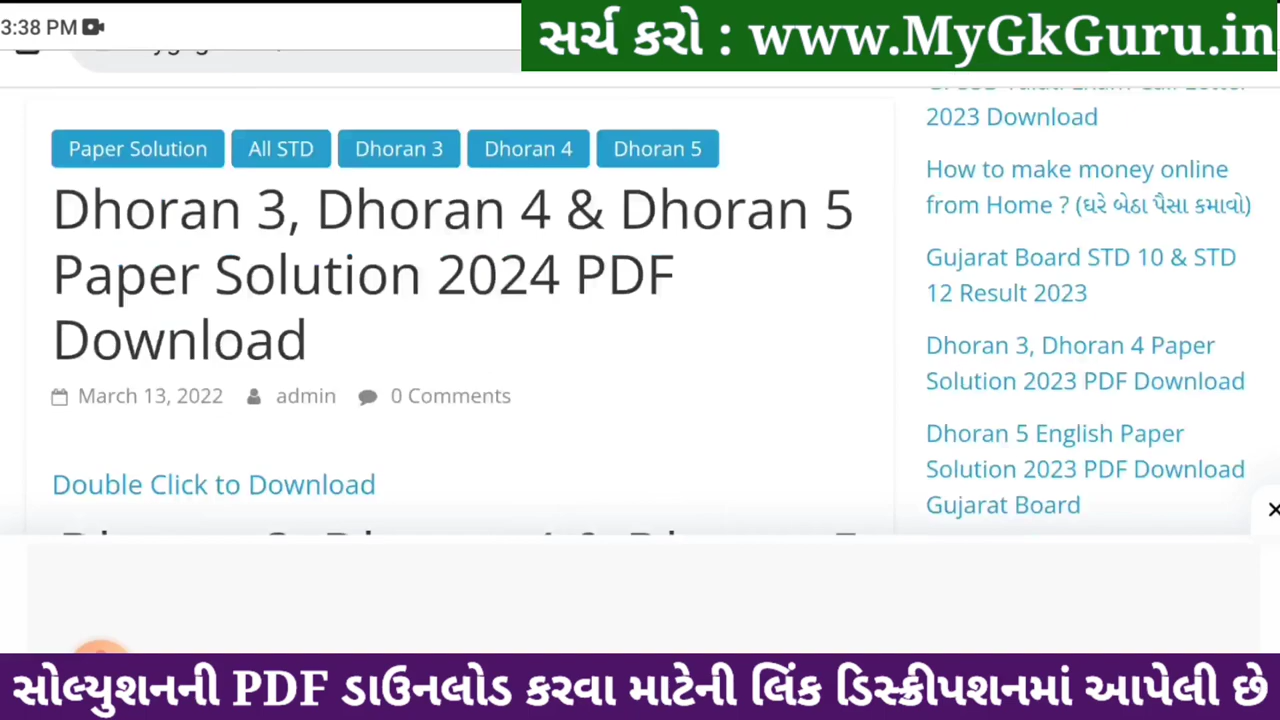 3:38 PM
સર્ચ કરો : www.MyGkGuru.in
2023 Download
Paper Solution
All STD
Dhoran 3
Dhoran 4
Dhoran 5
Dhoran 3, Dhoran 4 & Dhoran 5
Paper Solution 2024 PDF
Download
March 13, 2022
admin
0 Comments
Double Click to Download
How to make money online
from Home ? (ઘરે બેઠા પૈસા કમાવો)
Gujarat Board STD 10 & STD
12 Result 2023
Dhoran 3, Dhoran 4 Paper
Solution 2023 PDF Download
Dhoran 5 English Paper
Solution 2023 PDF Download
Gujarat Board
સોલ્યુશનની PDF ડાઉનલોડ કરવા માટેની લિંક ડિસ્ક્રીપશનમાં આપેલી છે